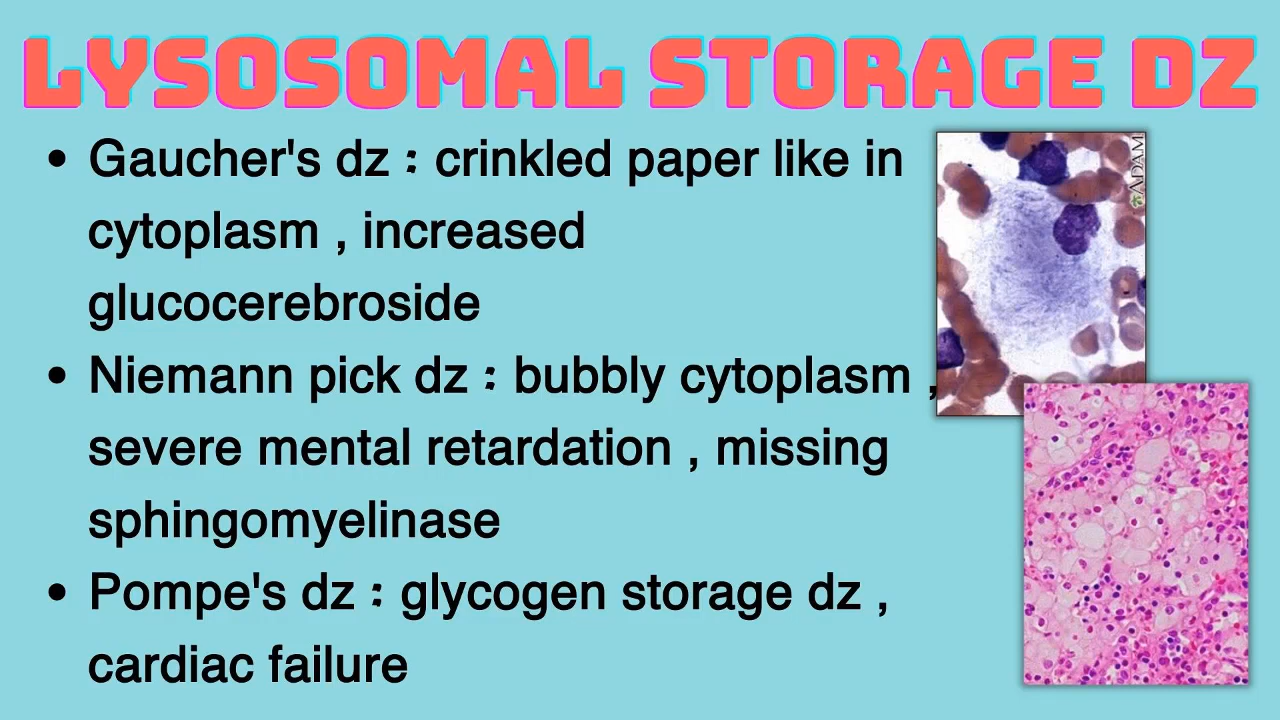 LYSOSOMAL STORAGE DZ
• Gaucher's dz : crinkled paper like in
cytoplasm , increased
glucocerebroside
• Niemann pick dz : bubbly cytoplasm ,
severe mental retardation , missing
sphingomyelinase
• Pompe's dz : glycogen storage dz ,
cardiac failure
ADAM